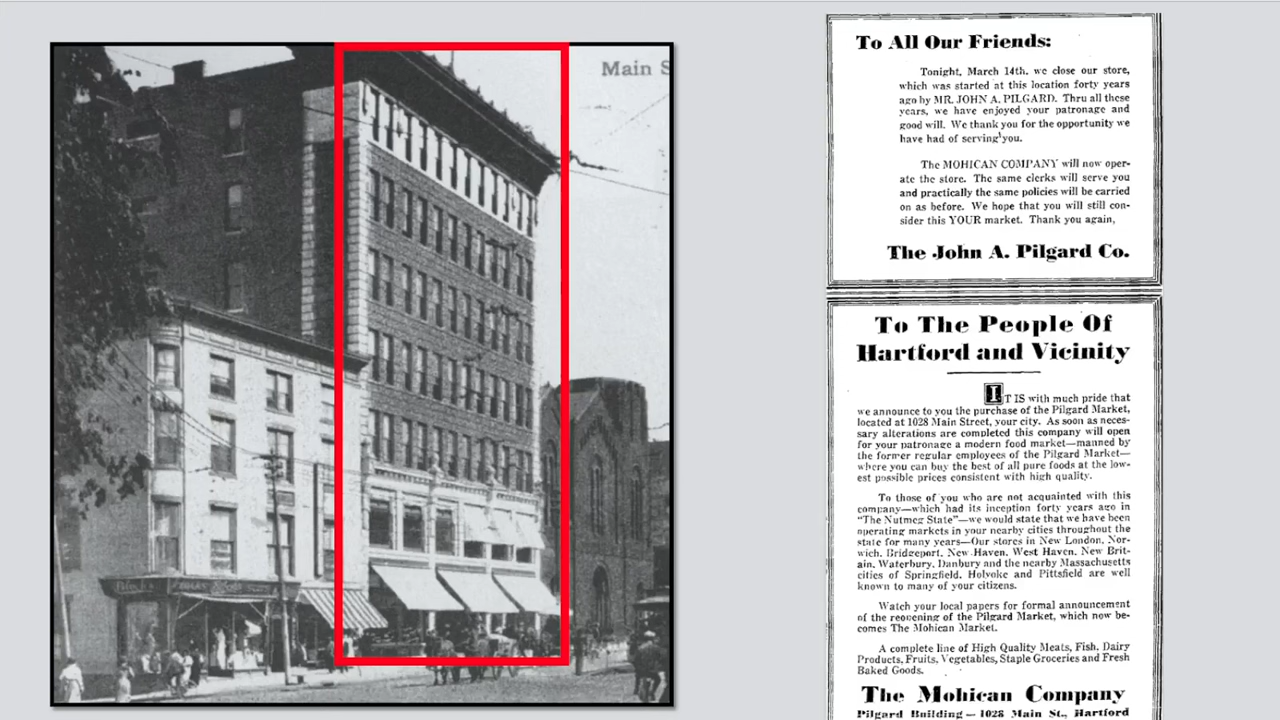 Main S
To All Our Friends:
Tonight, March 14th. we close our store,
which was started at this location forty years
ago by MR. JOHN A. PILGARD. Thru all these
years, we have enjoyed your patronage and
good will. We thank you for the opportunity we
have had of serving you.
The MOHICAN COMPANY will now oper-
ate the store. The same clerks will serve you
and practically the same policies will be carried
on as before. We hope that you will still con-
sider this YOUR market. Thank you again,
The John A. Pilgard Co.
To The People Of
Hartford and Vicinity
IT IS with much pride that
we announce to you the purchase of the Pilgard Market,
located at 1028 Main Street, your city. As soon as neces-
sary alterations are completed this company will open
for your patronage a modern food market—manned by
the former regular employees of the Pilgard Market—
where you can buy the best of all pure foods at the low-
est possible prices consistent with high quality.
To those of you who are not acquainted with this
company—which had its inception forty years ago in
"The Nutmeg State"—we would state that we have been
operating markets in your nearby cities throughout the
state for many years—Our stores in New London, Nor-
wich, Bridgeport, New Haven, West Haven, New Brit-
ain, Waterbury, Danbury and the nearby Massachusetts
cities of Springfield, Holyoke and Pittsfield are well
known to many of your citizens.
Watch your local papers for formal announcement
of the reopening of the Pilgard Market, which now be-
comes The Mohican Market.
A complete line of High Quality Meats, Fish, Dairy
Products, Fruits, Vegetables, Staple Groceries and Fresh
Baked Goods.
The Mohican Company
Pilgard Building — 1028 Main St., Hartford